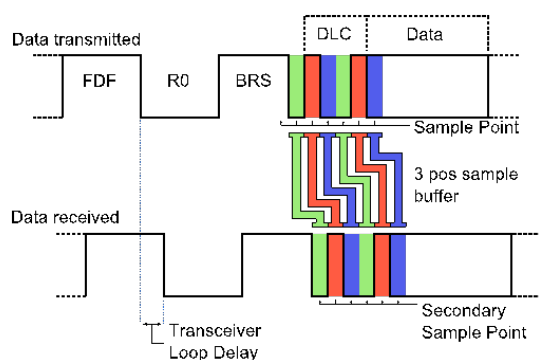 DLC
Data
Data transmitted
FDF
R0
BRS
Sample Point
3 pos sample
buffer
Data received
Secondary
Sample Point
Transceiver
Loop Delay